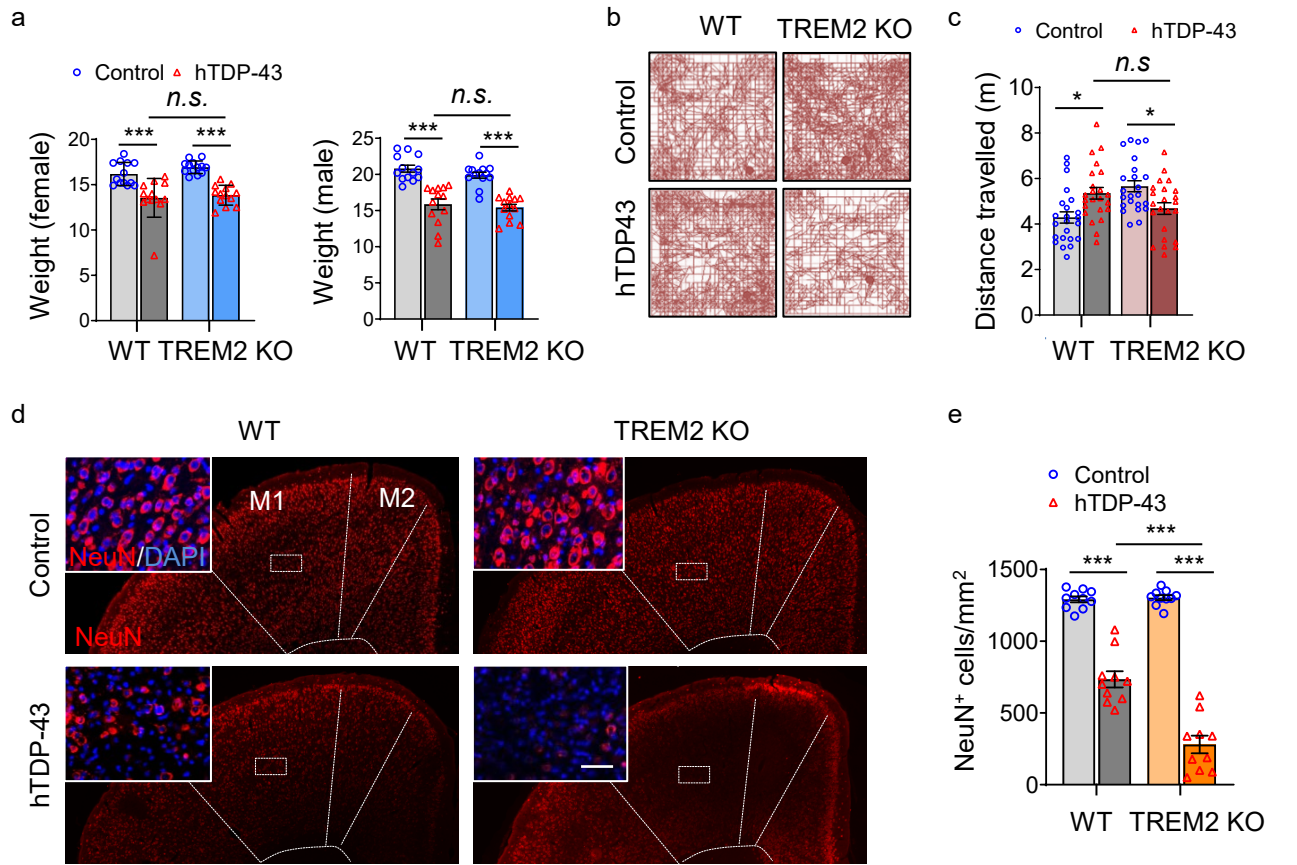 a
Control hTDP-43
n.s.
*** ***
Weight (female)
20
15
10
5
0
WT TREM2 KO
n.s.
*** ***
Weight (male)
25
20
15
10
5
0
WT TREM2 KO
b
WT TREM2 KO
Control
hTDP43
c
Control hTDP-43
n.s
* *
Distance travelled (m)
10
8
6
4
2
0
WT TREM2 KO
d
WT TREM2 KO
Control
NeuN/DAPI
M1 M2
NeuN
hTDP-43
e
Control
hTDP-43
***
*** ***
NeuN⁺ cells/mm²
1500
1000
500
0
WT TREM2 KO